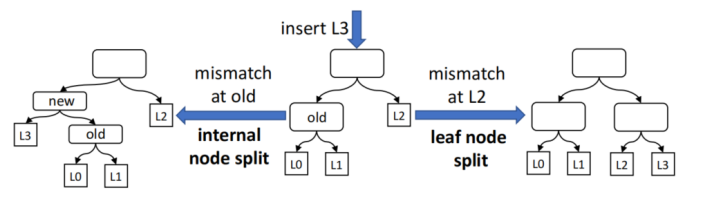 insert L3
mismatch
at old
internal
node split
new
L3
old
L2
L0
L1
old
L2
L0
L1
mismatch
at L2
leaf node
split
L0
L1
L2
L3